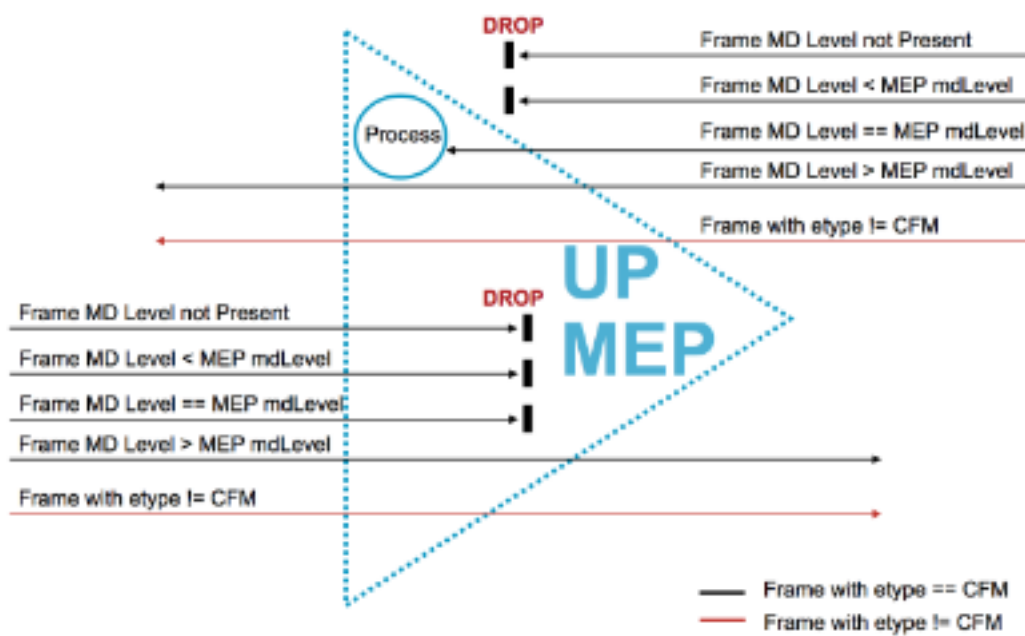 DROP
Frame MD Level not Present
Frame MD Level < MEP mdLevel
Process
Frame MD Level == MEP mdLevel
Frame MD Level > MEP mdLevel
Frame with etype != CFM
UP
MEP
DROP
Frame MD Level not Present
Frame MD Level < MEP mdLevel
Frame MD Level == MEP mdLevel
Frame MD Level > MEP mdLevel
Frame with etype != CFM
Frame with etype == CFM
Frame with etype != CFM